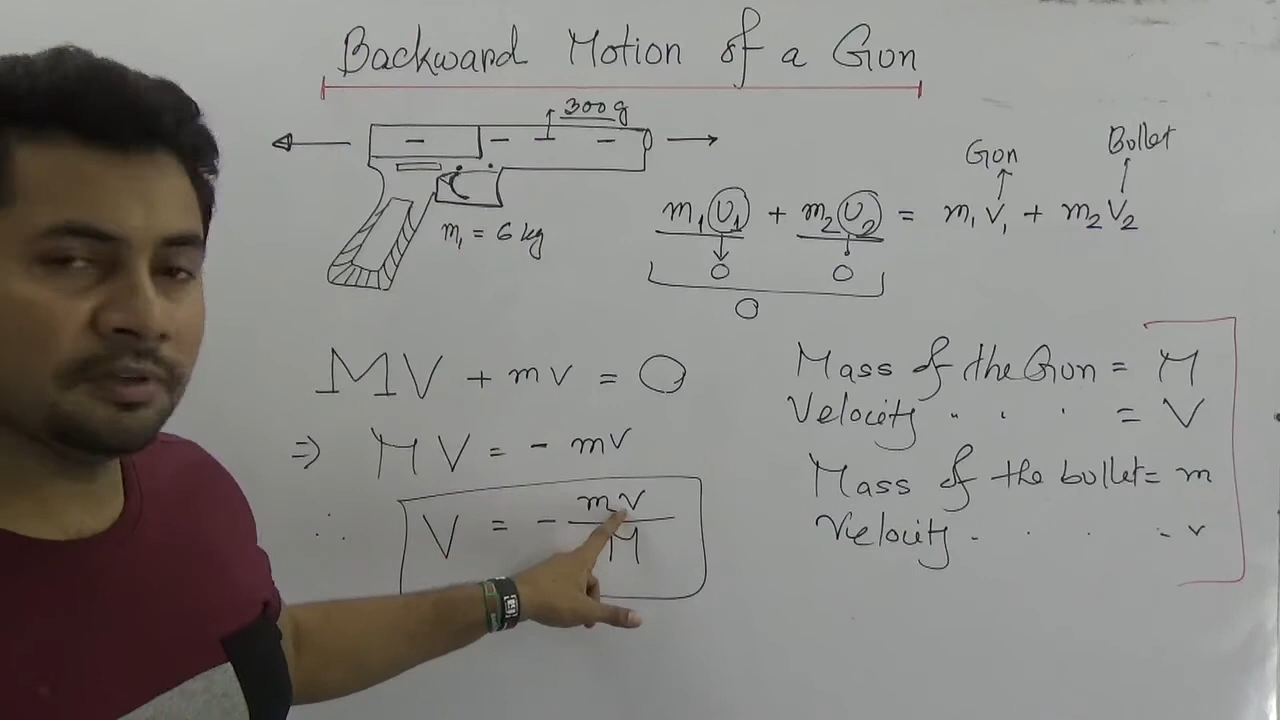 Backward Motion of a Gun
300g
m₁ = 6 kg
Gun
Bullet
m₁U₁ + m₂U₂ = m₁V₁ + m₂V₂
0 0
0
MV + mv = 0
⇒ MV = - mv
∴ V = - mv/M
Mass of the Gun = M
Velocity " " " = V
Mass of the bullet = m
Velocity . . . - v